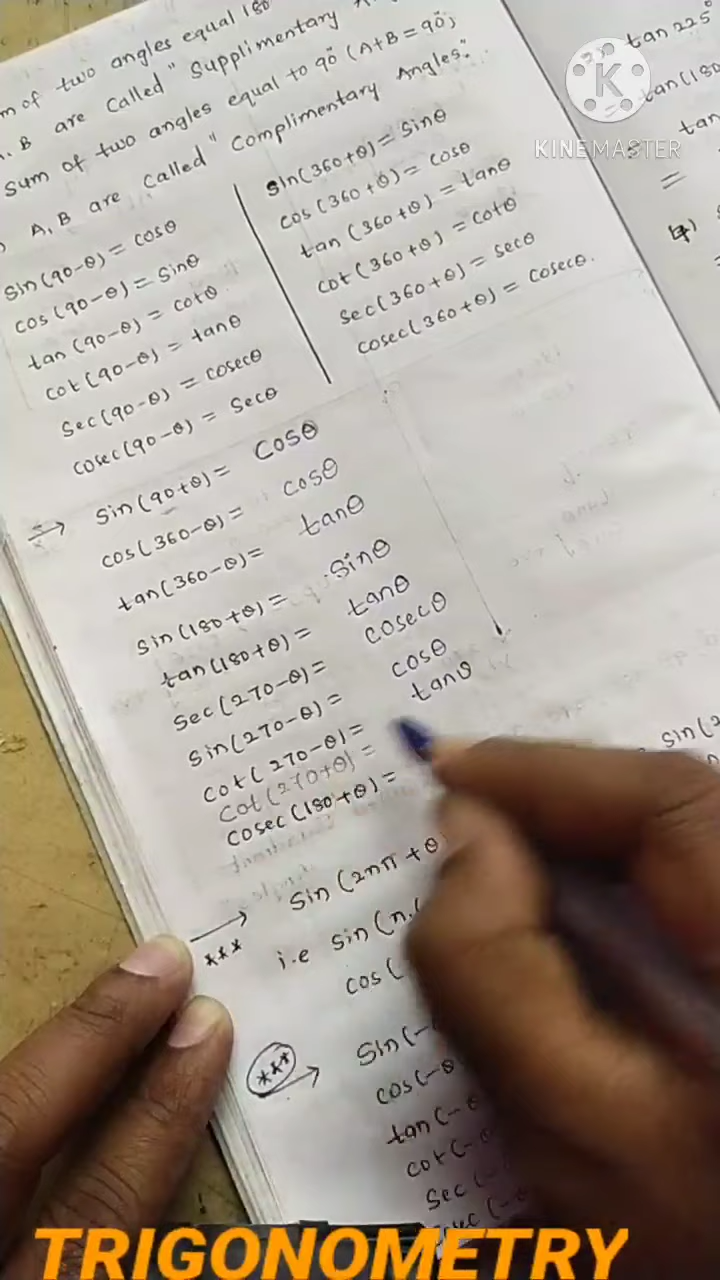 m of two angles equal 180
B are called "Supplimentary
Sum of two angles equal to 90° (A+B=90°,
A, B are called "Complimentary Angles".
sin(90-θ) = cosθ
cos(90-θ) = sinθ
tan(90-θ) = cotθ
cot(90-θ) = tanθ
sec(90-θ) = cosecθ
cosec(90-θ) = secθ
sin(360+θ) = sinθ
cos(360+θ) = cosθ
tan(360+θ) = tanθ
cot(360+θ) = cotθ
sec(360+θ) = secθ
cosec(360+θ) = cosecθ.
→ sin(90+θ) = cosθ
cos(360-θ) = cosθ
tan(360-θ) = tanθ
sin(180+θ) = sinθ
tan(180+θ) = tanθ
sec(270-θ) = cosecθ
sin(270-θ) = cosθ
cot(270-θ) = tanθ
cot(270+θ) =
cosec(180+θ) =
→ *** sin(2nπ+θ)
i.e sin(n.
cos(
*** → sin(-
cos(-θ
tan(-θ
cot(-
sec(-
tan 225°
tan(180
tan
=
4)
sin(2
KINEMASTER
TRIGONOMETRY